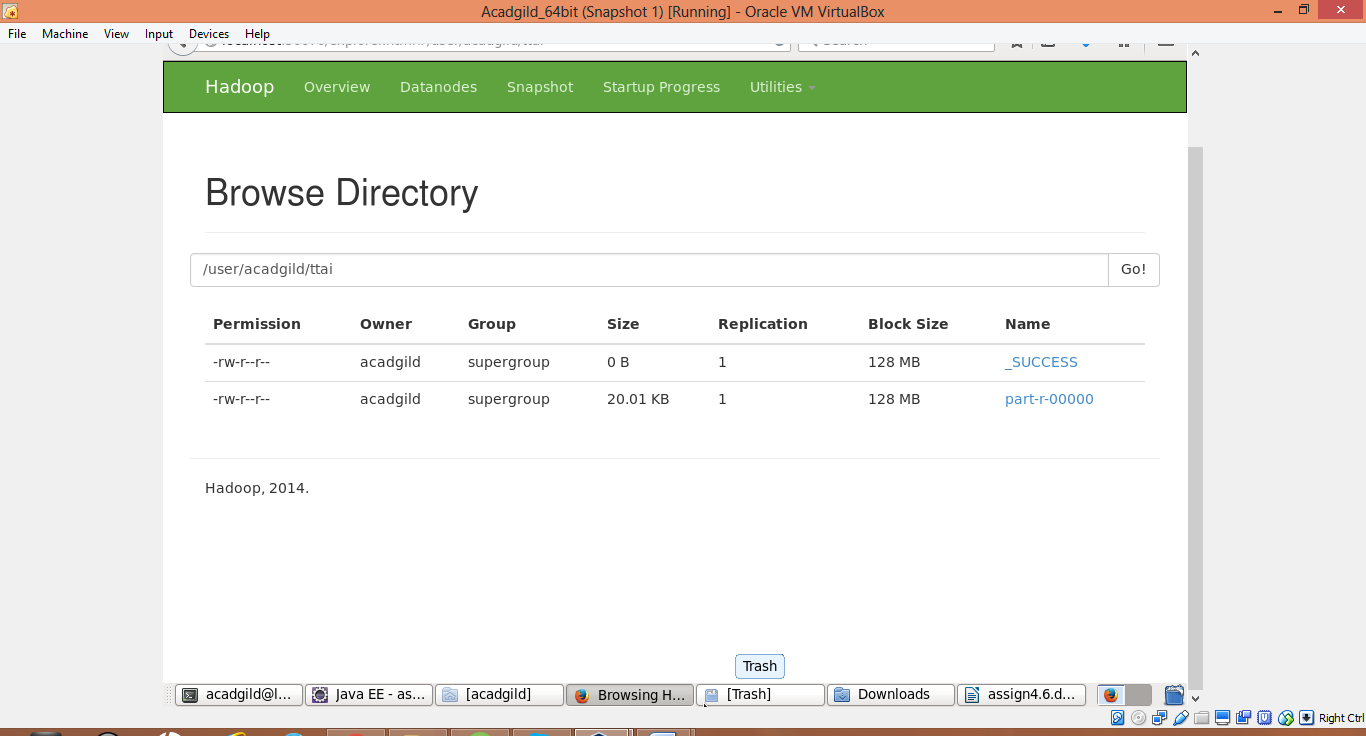 Acadgild_64bit (Snapshot 1) [Running] - Oracle VM VirtualBox
File Machine View Input Devices Help
Hadoop Overview Datanodes Snapshot Startup Progress Utilities
Browse Directory
/user/acadgild/ttai Go!
Permission Owner Group Size Replication Block Size Name
-rw-r--r-- acadgild supergroup 0 B 1 128 MB _SUCCESS
-rw-r--r-- acadgild supergroup 20.01 KB 1 128 MB part-r-00000
Hadoop, 2014.
Trash
acadgild@l... Java EE - as... [acadgild] Browsing H... [Trash] Downloads assign4.6.d...
Right Ctrl